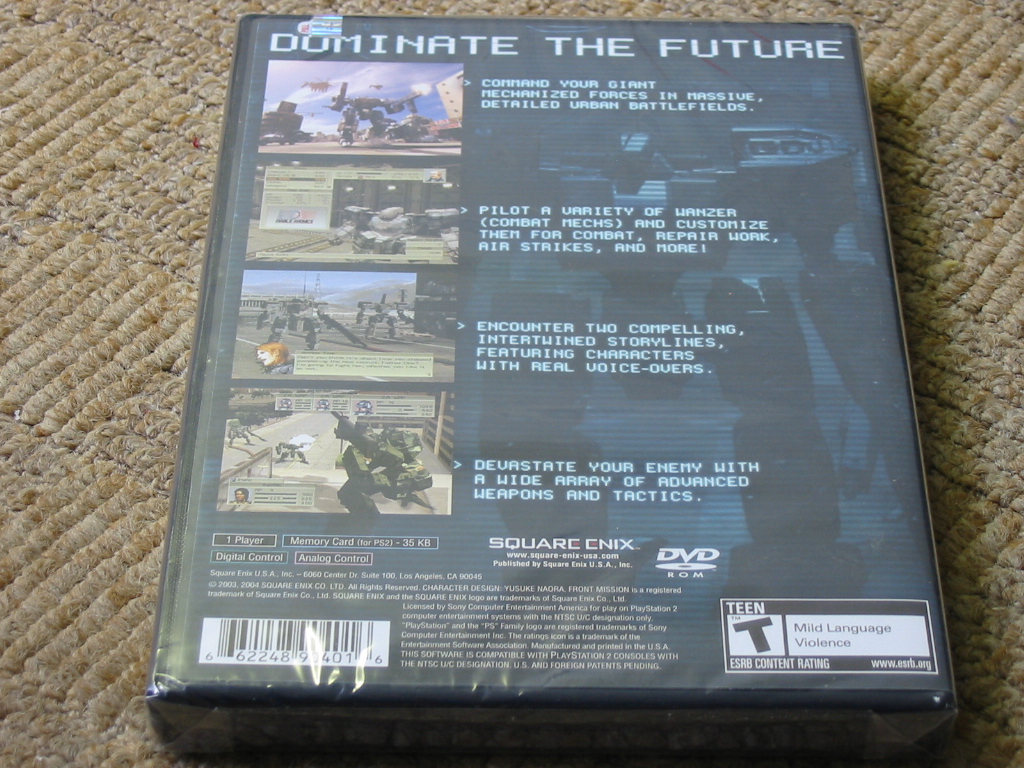 DOMINATE THE FUTURE
> COMMAND YOUR GIANT
MECHANIZED FORCES IN MASSIVE,
DETAILED URBAN BATTLEFIELDS.
> PILOT A VARIETY OF WANZER
(COMBAT MECHS) AND CUSTOMIZE
THEM FOR COMBAT, REPAIR WORK,
AIR STRIKES, AND MORE!
> ENCOUNTER TWO COMPELLING,
INTERTWINED STORYLINES,
FEATURING CHARACTERS
WITH REAL VOICE-OVERS.
> DEVASTATE YOUR ENEMY WITH
A WIDE ARRAY OF ADVANCED
WEAPONS AND TACTICS.
1 Player
Memory Card (for PS2) - 35 KB
Digital Control
Analog Control
SQUARE ENIX
www.square-enix-usa.com
Published by Square Enix U.S.A., Inc.
DVD
ROM
Square Enix U.S.A., Inc. – 6060 Center Dr. Suite 100, Los Angeles, CA 90045
© 2003, 2004 SQUARE ENIX CO. LTD. All Rights Reserved. CHARACTER DESIGN: YUSUKE NAORA. FRONT MISSION is a registered
trademark of Square Enix Co., Ltd. SQUARE ENIX and the SQUARE ENIX logo are trademarks of Square Enix Co., Ltd.
Licensed by Sony Computer Entertainment America for play on PlayStation 2
computer entertainment systems with the NTSC U/C designation only.
"PlayStation" and the "PS" Family logo are registered trademarks of Sony
Computer Entertainment Inc. The ratings icon is a trademark of the
Entertainment Software Association. Manufactured and printed in the U.S.A.
THIS SOFTWARE IS COMPATIBLE WITH PLAYSTATION 2 CONSOLES WITH
THE NTSC U/C DESIGNATION. U.S. AND FOREIGN PATENTS PENDING.
6 62248 90401 6
TEEN
T
TM
Mild Language
Violence
ESRB CONTENT RATING www.esrb.org